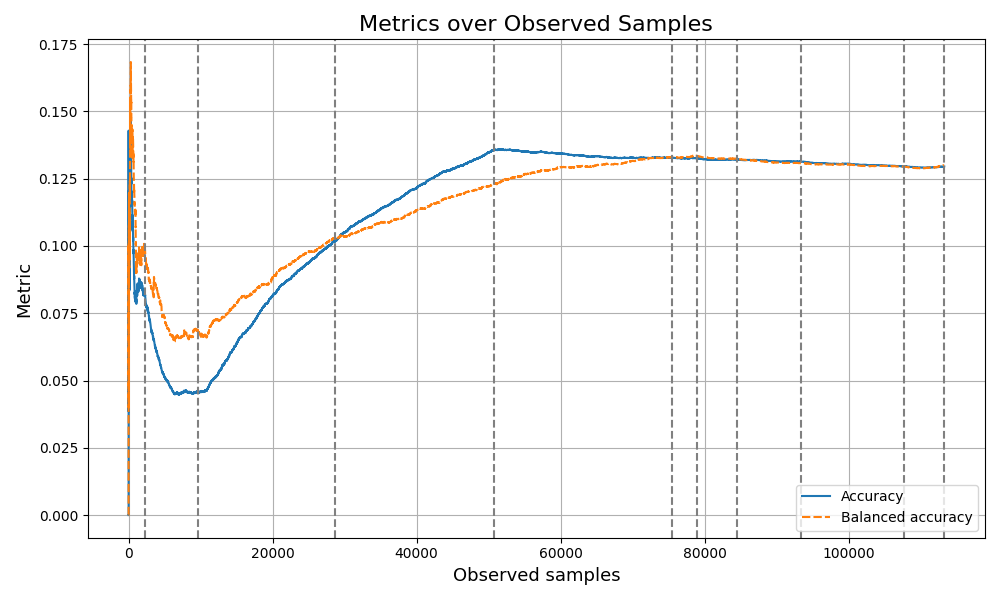 Metrics over Observed Samples
Metric
0.175
0.150
0.125
0.100
0.075
0.050
0.025
0.000
0
20000
40000
60000
80000
100000
Observed samples
Accuracy
Balanced accuracy